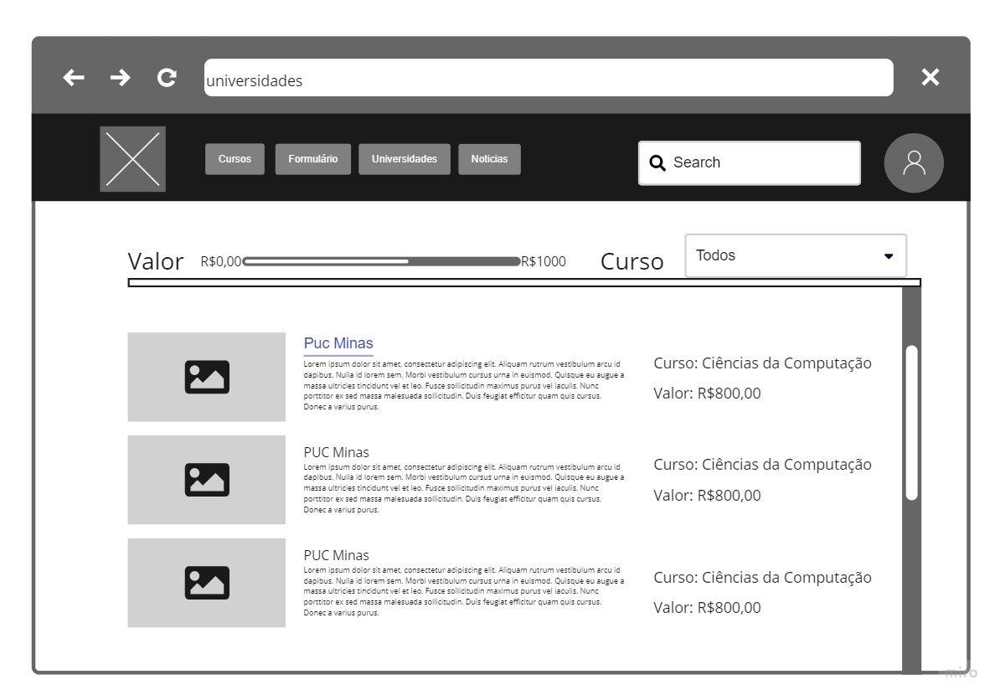 universidades
Cursos Formulário Universidades Noticias Search
Valor R$0,00 R$1000 Curso Todos
Puc Minas
Lorem ipsum dolor sit amet, consectetur adipiscing elit. Aliquam rutrum vestibulum arcu id
dapibus. Nulla id lorem sem. Morbi vestibulum cursus urna in euismod. Quisque eu augue a
massa ultricies tincidunt vel et leo. Fusce sollicitudin maximus purus vel iaculis. Nunc
porttitor ex sed massa malesuada sollicitudin. Duis feugiat efficitur quam quis cursus.
Donec a varius purus.
Curso: Ciências da Computação
Valor: R$800,00
PUC Minas
Lorem ipsum dolor sit amet, consectetur adipiscing elit. Aliquam rutrum vestibulum arcu id
dapibus. Nulla id lorem sem. Morbi vestibulum cursus urna in euismod. Quisque eu augue a
massa ultricies tincidunt vel et leo. Fusce sollicitudin maximus purus vel iaculis. Nunc
porttitor ex sed massa malesuada sollicitudin. Duis feugiat efficitur quam quis cursus.
Donec a varius purus.
Curso: Ciências da Computação
Valor: R$800,00
PUC Minas
Lorem ipsum dolor sit amet, consectetur adipiscing elit. Aliquam rutrum vestibulum arcu id
dapibus. Nulla id lorem sem. Morbi vestibulum cursus urna in euismod. Quisque eu augue a
massa ultricies tincidunt vel et leo. Fusce sollicitudin maximus purus vel iaculis. Nunc
porttitor ex sed massa malesuada sollicitudin. Duis feugiat efficitur quam quis cursus.
Donec a varius purus.
Curso: Ciências da Computação
Valor: R$800,00
miro